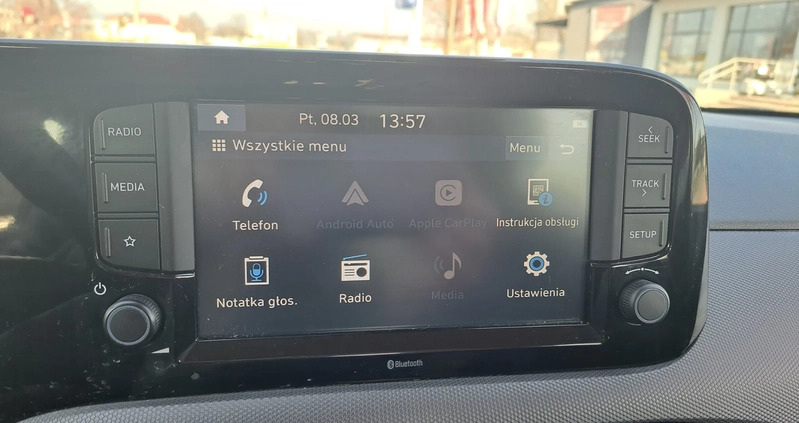 Pt, 08.03 13:57
Wszystkie menu Menu
RADIO
MEDIA
Telefon
Android Auto
Apple CarPlay
Instrukcja obsługi
Notatka głos.
Radio
Media
Ustawienia
SEEK
TRACK
SETUP
Bluetooth